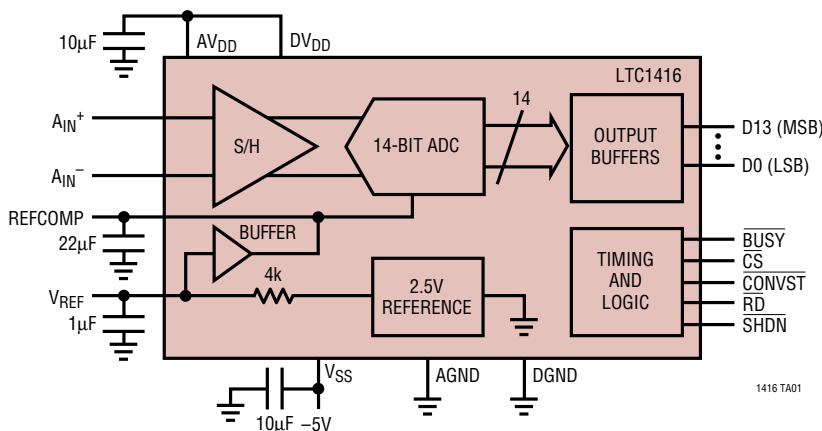 10μF
AVDD
DVDD
LTC1416
AIN+
AIN−
S/H
14-BIT ADC
14
OUTPUT
BUFFERS
D13 (MSB)
D0 (LSB)
REFCOMP
22μF
BUFFER
VREF
1μF
4k
2.5V
REFERENCE
TIMING
AND
LOGIC
BUSY
CS
CONVST
RD
SHDN
VSS
10μF
–5V
AGND
DGND
1416 TA01